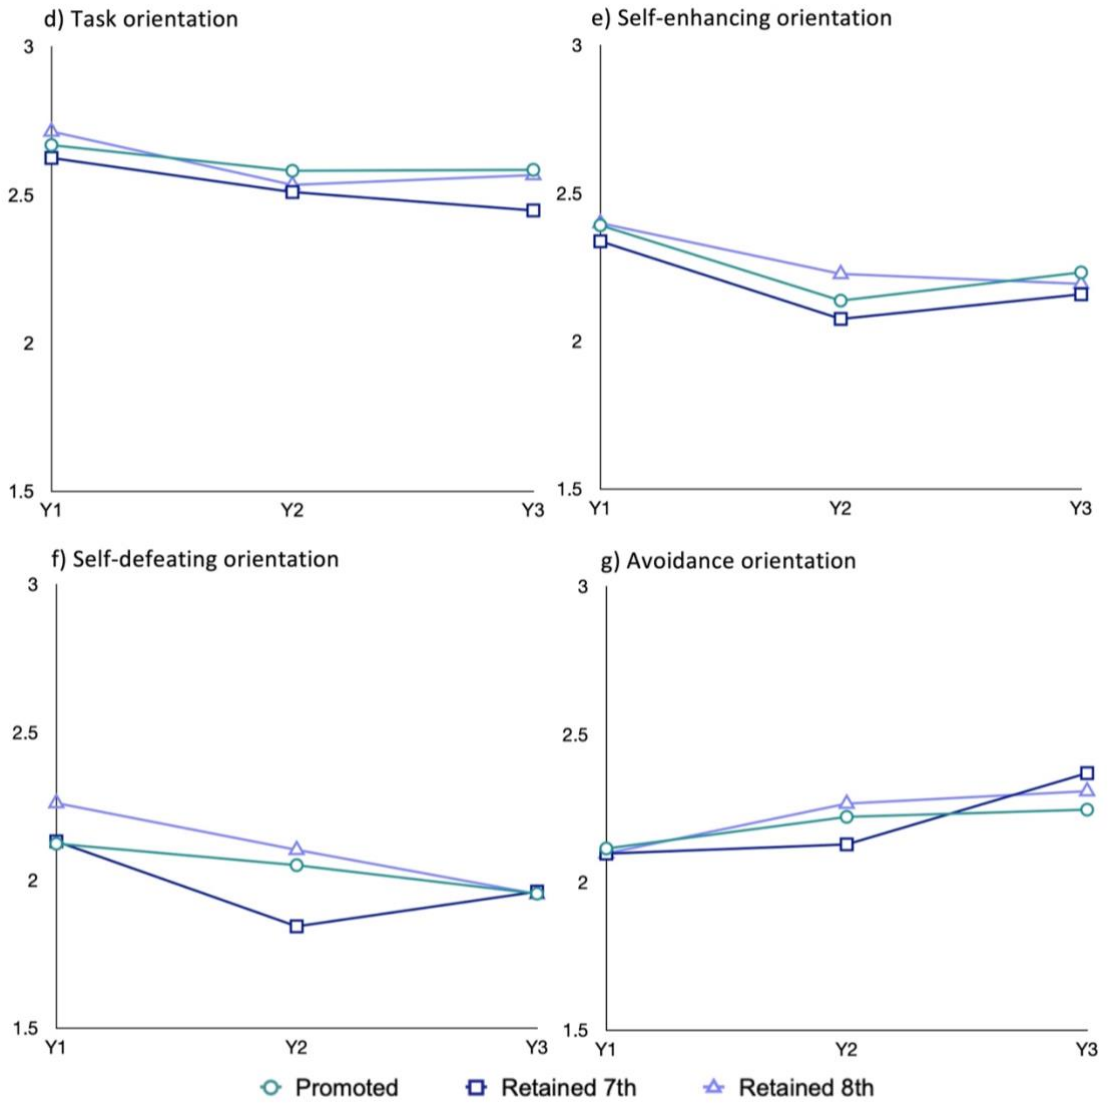 d) Task orientation
3
2.5
2
1.5
Y1 Y2 Y3
e) Self-enhancing orientation
3
2.5
2
1.5
Y1 Y2 Y3
f) Self-defeating orientation
3
2.5
2
1.5
Y1 Y2 Y3
g) Avoidance orientation
3
2.5
2
1.5
Y1 Y2 Y3
Promoted Retained 7th Retained 8th